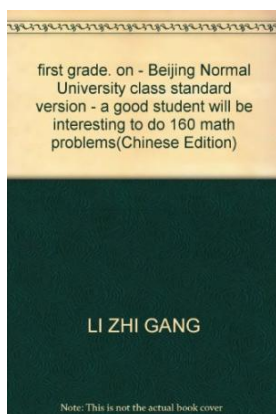 first grade. on - Beijing Normal
University class standard
version - a good student will be
interesting to do 160 math
problems(Chinese Edition)
LI ZHI GANG
Note: This is not the actual book cover